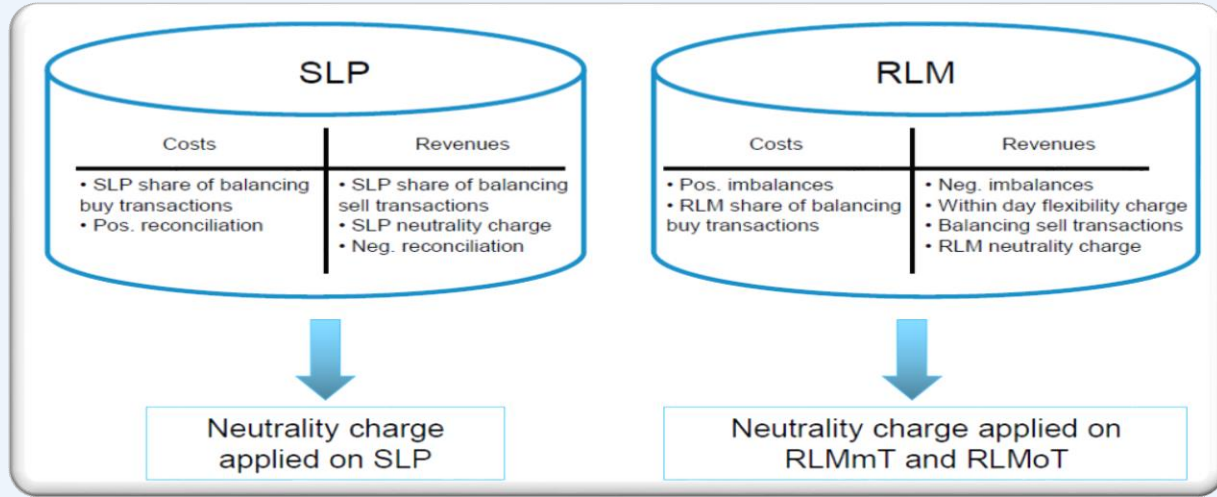 SLP
Costs
Revenues
• SLP share of balancing
buy transactions
• Pos. reconciliation
• SLP share of balancing
sell transactions
• SLP neutrality charge
• Neg. reconciliation
Neutrality charge
applied on SLP
RLM
Costs
Revenues
• Pos. imbalances
• RLM share of balancing
buy transactions
• Neg. imbalances
• Within day flexibility charge
• Balancing sell transactions
• RLM neutrality charge
Neutrality charge applied on
RLMmT and RLMoT